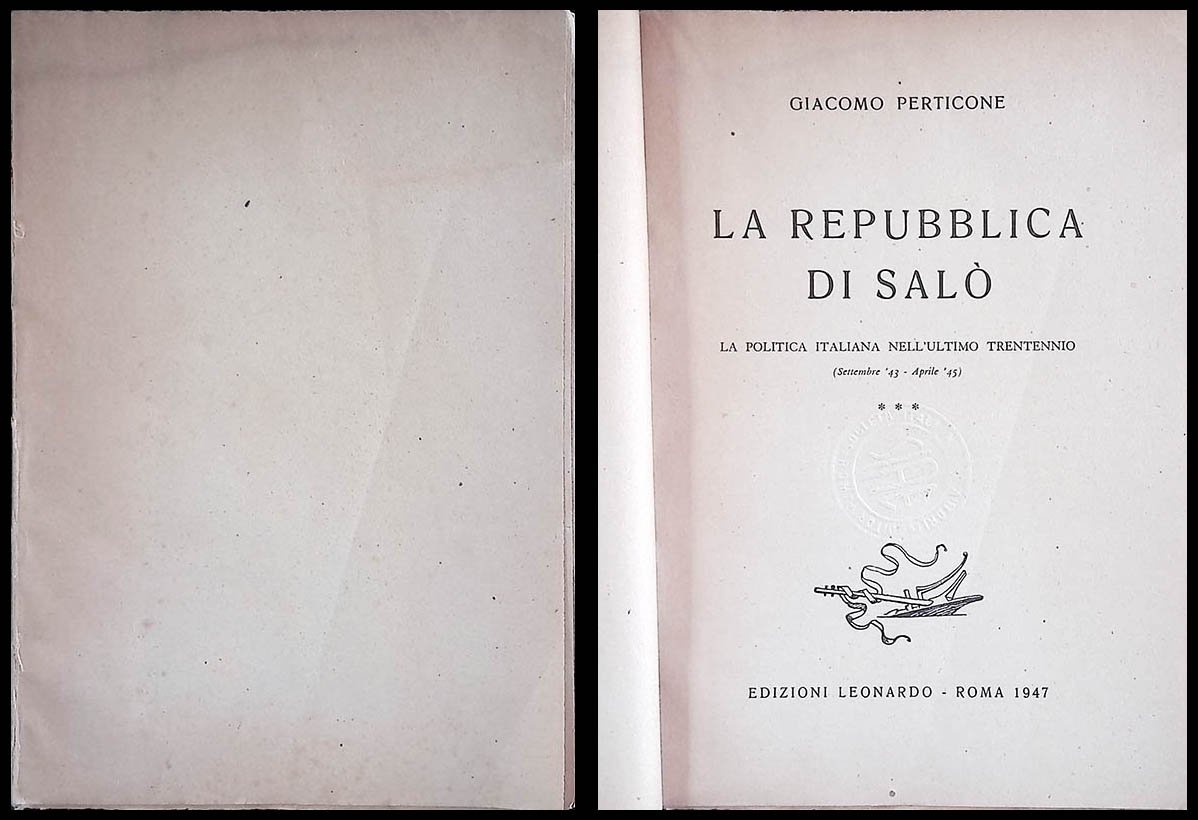 GIACOMO PERTICONE
LA REPUBBLICA
DI SALÒ
LA POLITICA ITALIANA NELL'ULTIMO TRENTENNIO
(Settembre '43 - Aprile '45)
* * *
EDIZIONI LEONARDO - ROMA 1947